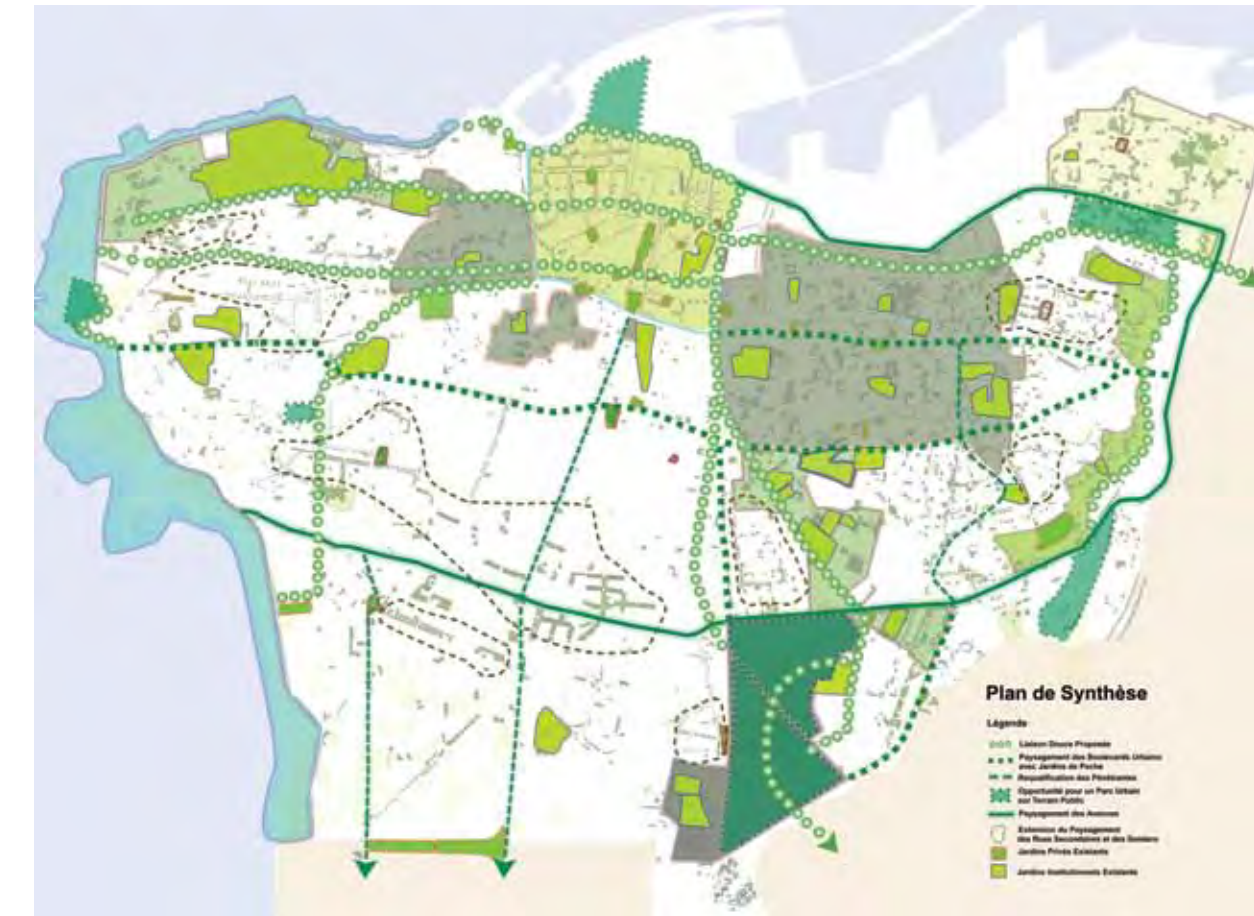 Plan de Synthèse
Légende
Liaison Douce Proposée
Paysagement des Boulevards Urbains
avec Jardins de Poche
Requalification des Pénétrantes
Opportunité pour un Parc Urbain
sur Terrain Public
Paysagement des Avenues
Extension du Paysagement
des Rues Secondaires et des Sentiers
Jardins Privés Existants
Jardins Institutionnels Existants